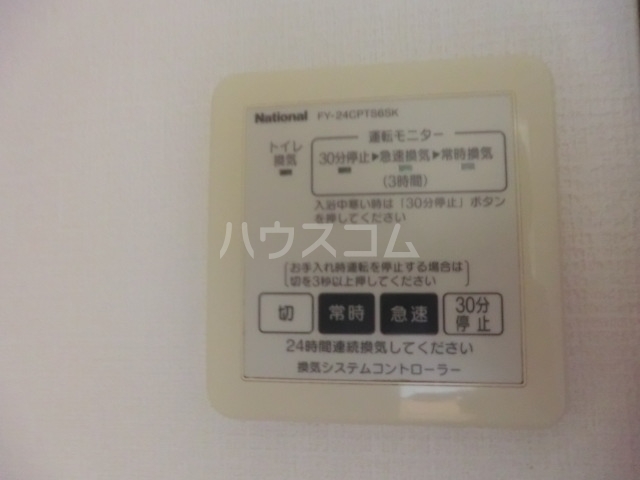 National FY-24CPTS6SK
運転モニター
トイレ
換気
30分停止▶急速換気▶常時換気
(3時間)
入浴中寒い時は「30分停止」ボタン
を押してください
ハウスコム
お手入れ時運転を停止する場合は
切を3秒以上押してください
切 常時 急速 30分
停止
24時間連続換気してください
換気システムコントローラー